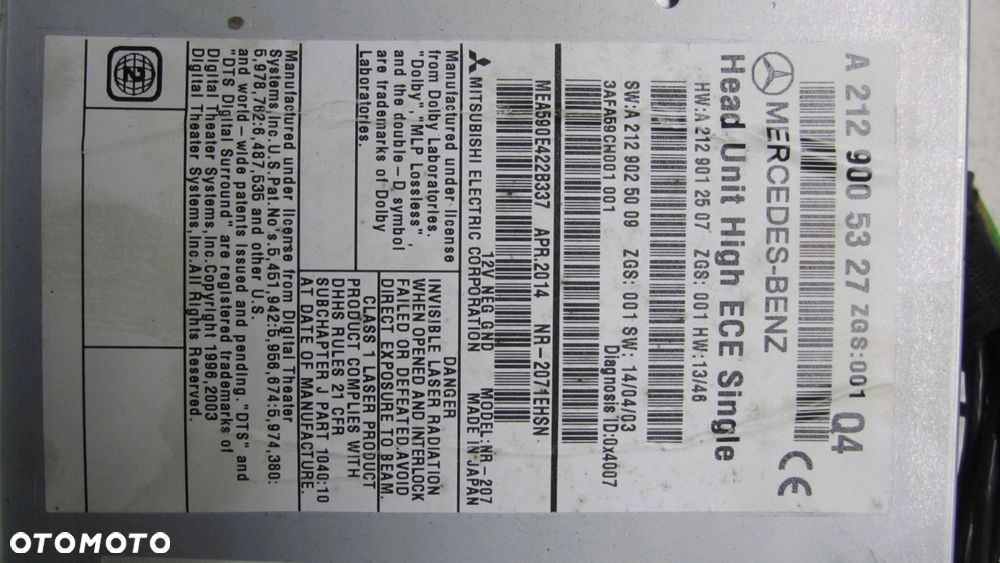 A 212 900 53 27 ZGS:001 Q4
MERCEDES-BENZ
CE
Head Unit High ECE Single
HW:A 212 901 25 07 ZGS: 001 HW:13/46
SW:A 212 902 50 09 ZGS: 001 SW: 14/04/03
3AFA69CH001 001 Diagnosis ID:0x4007
MEA590E422B337 APR.2014 NR-2071EHSN
12V NEG GND MODEL:NR-207
MITSUBISHI ELECTRIC CORPORATION MADE IN JAPAN
Manufactured under license
from Dolby Laboratories.
"Dolby", "MLP Lossless",
and the double-D symbol
are trademarks of Dolby
Laboratories.
DANGER
INVISIBLE LASER RADIATION
WHEN OPENED AND INTERLOCK
FAILED OR DEFEATED.AVOID
DIRECT EXPOSURE TO BEAM.
CLASS 1 LASER PRODUCT
PRODUCT COMPLIES WITH
DHHS RULES 21 CFR
SUBCHAPTER J PART 1040:10
AT DATE OF MANUFACTURE.
2
Manufactured under license from Digital Theater
Systems,Inc.U.S.Pat.No's.5,451,942:5,956,674:5,974,380:
5,978,762:6,487,535 and other U.S.
and world-wide patents issued and pending. "DTS" and
"DTS Digital Surround" are registered trademarks of
Digital Theater Systems,Inc.Copyright 1996,2003
Digital Theater Systems,Inc.All Rights Reserved.
OTOMOTO